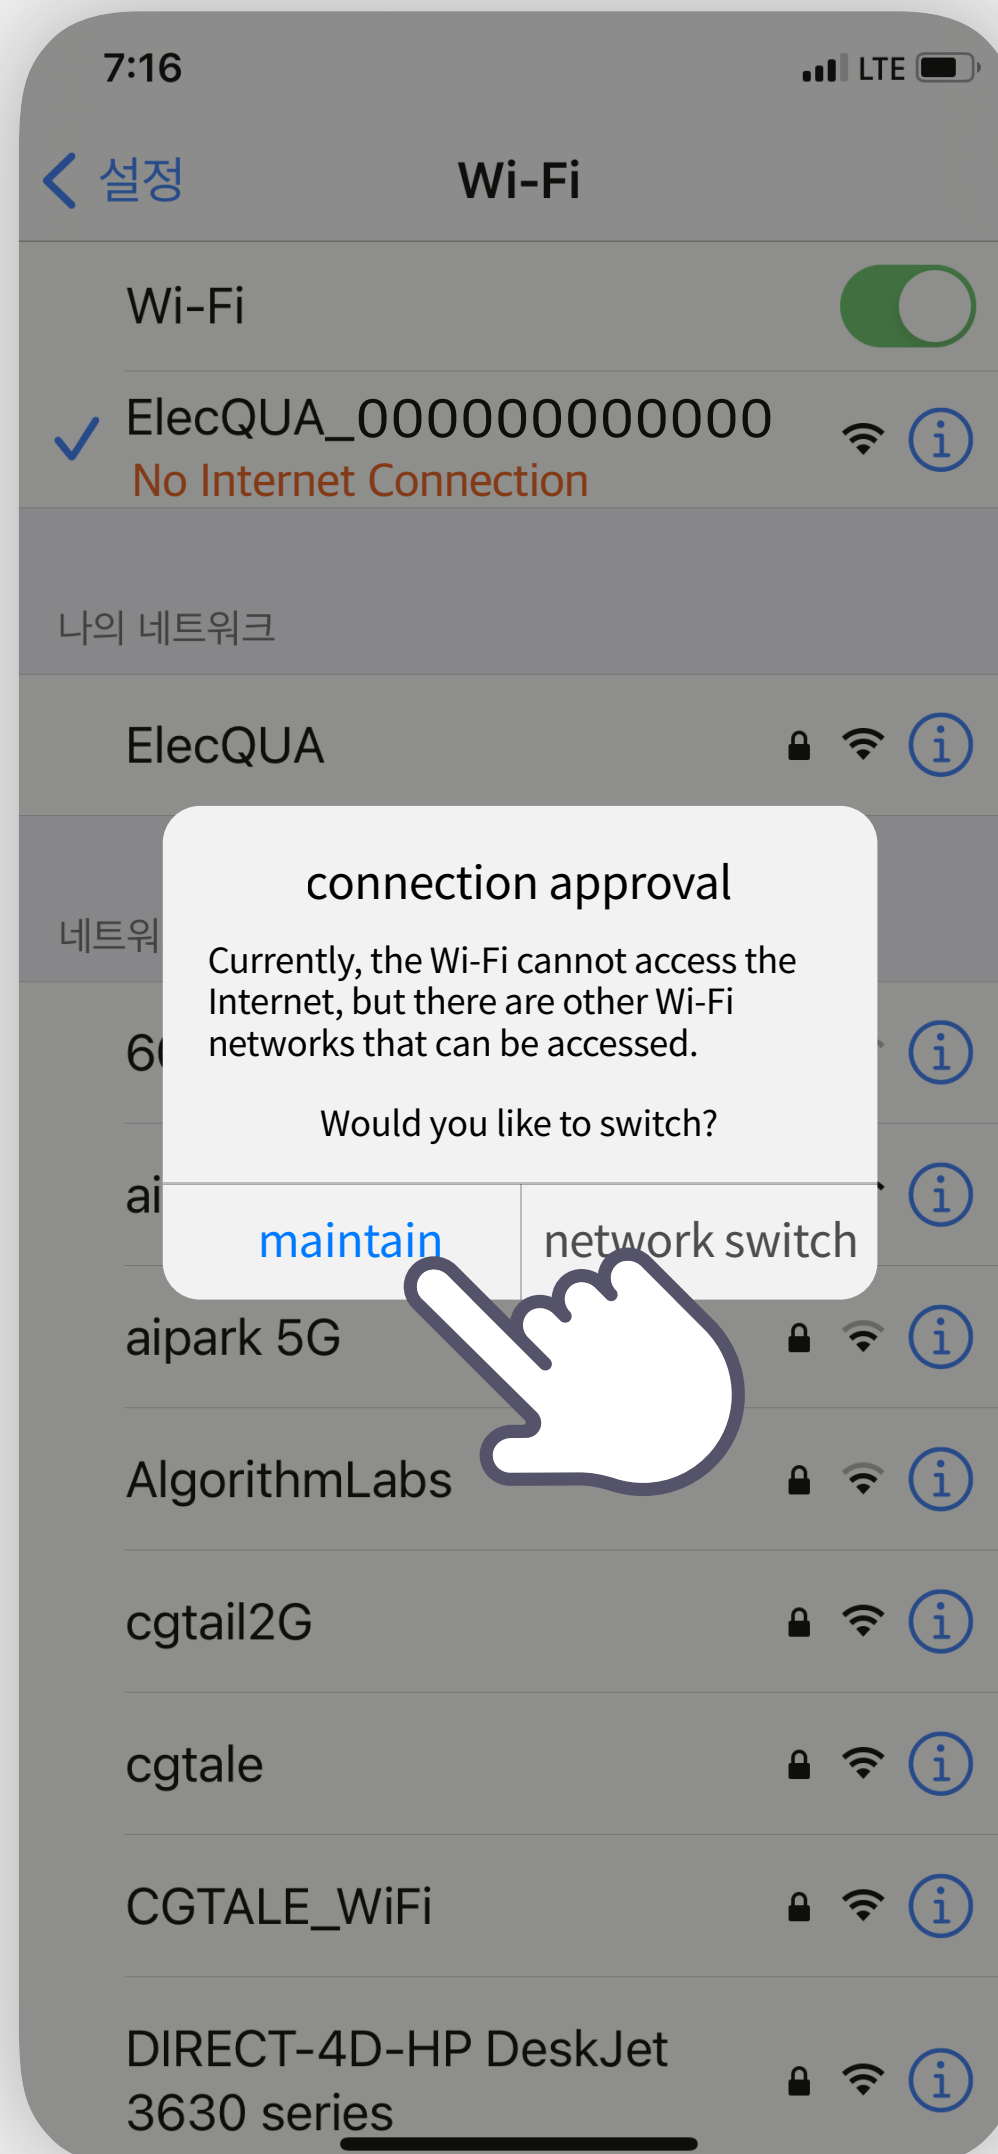 7:16 LTE
설정 Wi-Fi
Wi-Fi
ElecQUA_000000000000
No Internet Connection
나의 네트워크
ElecQUA
connection approval
Currently, the Wi-Fi cannot access the
Internet, but there are other Wi-Fi
networks that can be accessed.
Would you like to switch?
maintain network switch
aipark 5G
AlgorithmLabs
cgtail2G
cgtale
CGTALE_WiFi
DIRECT-4D-HP DeskJet
3630 series